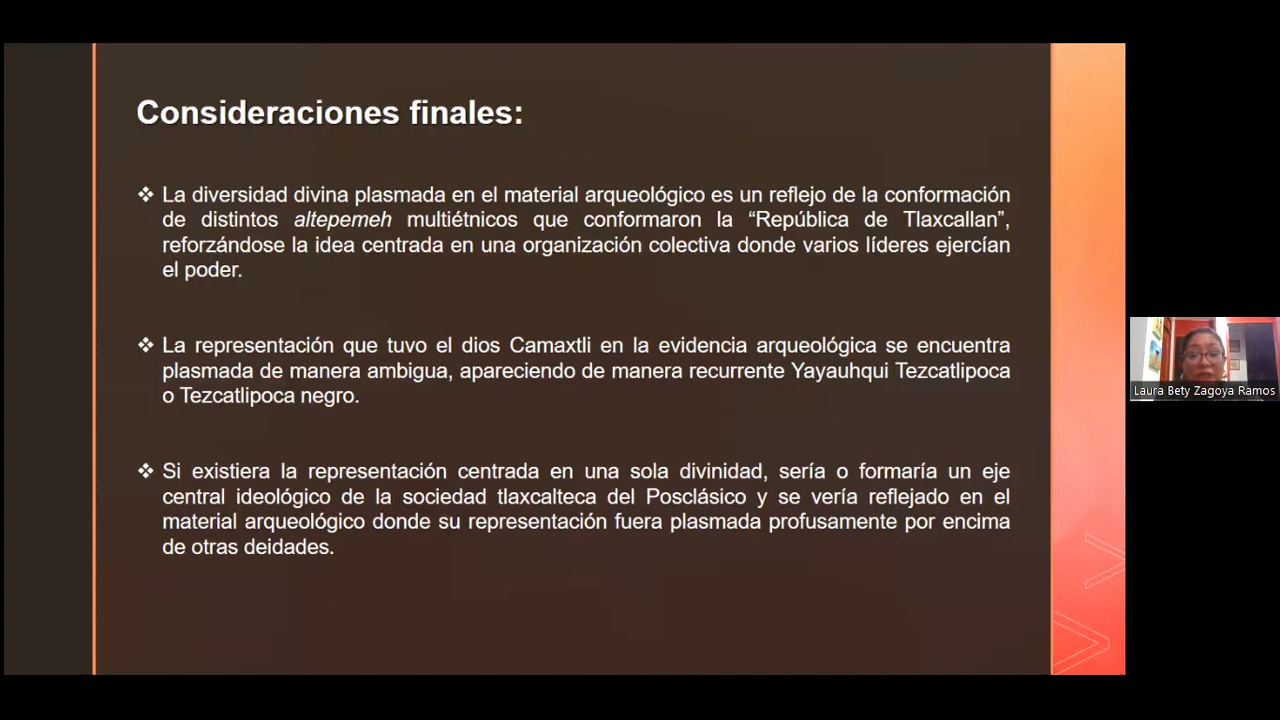 Consideraciones finales:
❖ La diversidad divina plasmada en el material arqueológico es un reflejo de la conformación
de distintos altepemeh multiétnicos que conformaron la “República de Tlaxcallan”,
reforzándose la idea centrada en una organización colectiva donde varios líderes ejercían
el poder.
❖ La representación que tuvo el dios Camaxtli en la evidencia arqueológica se encuentra
plasmada de manera ambigua, apareciendo de manera recurrente Yayauhqui Tezcatlipoca
o Tezcatlipoca negro.
❖ Si existiera la representación centrada en una sola divinidad, sería o formaría un eje
central ideológico de la sociedad tlaxcalteca del Posclásico y se vería reflejado en el
material arqueológico donde su representación fuera plasmada profusamente por encima
de otras deidades.
Laura Bety Zagoya Ramos